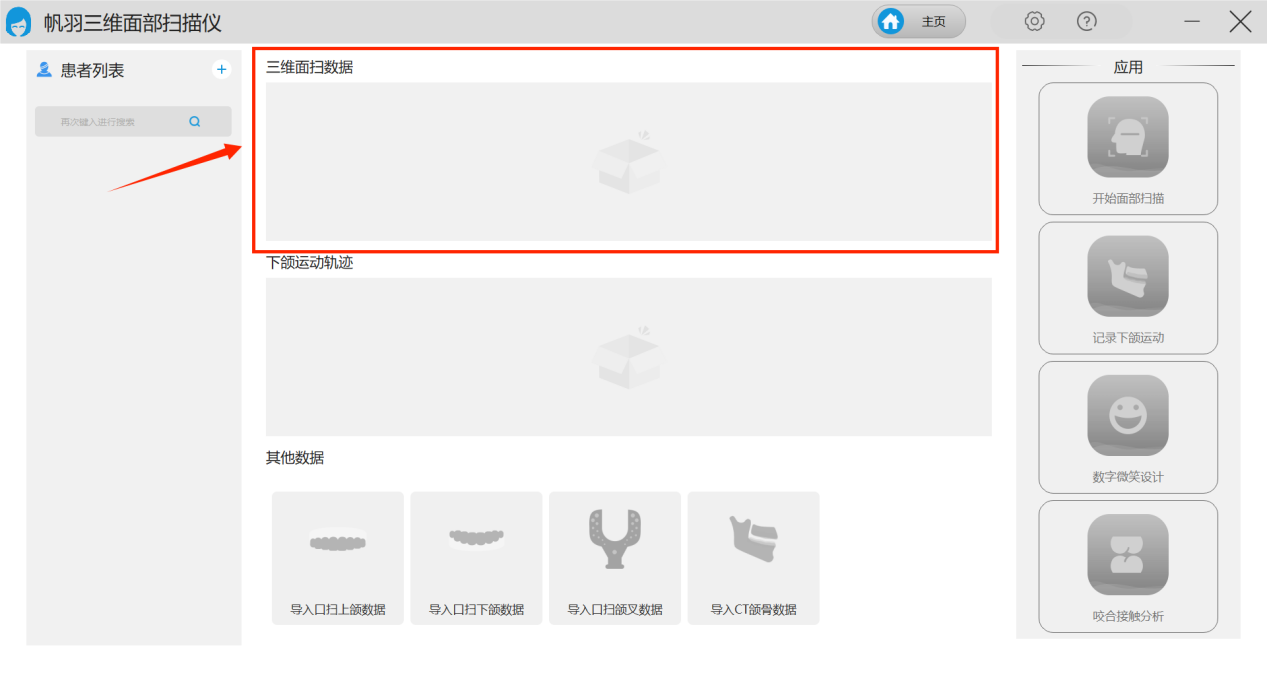 帆羽三维面部扫描仪
主页
患者列表
再次键入进行搜索
三维面扫数据
下颌运动轨迹
其他数据
导入口扫上颌数据
导入口扫下颌数据
导入口扫颌叉数据
导入CT颌骨数据
应用
开始面部扫描
记录下颌运动
数字微笑设计
咬合接触分析